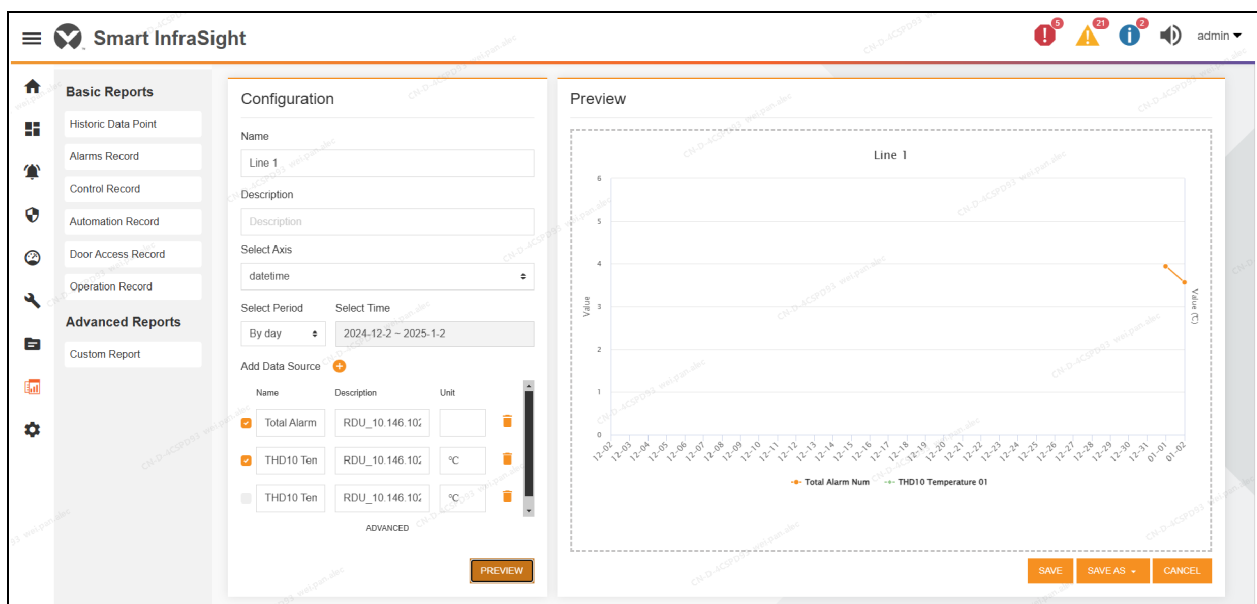 Smart InfraSight
5
21
2
admin
Basic Reports
Historic Data Point
Alarms Record
Control Record
Automation Record
Door Access Record
Operation Record
Advanced Reports
Custom Report
Configuration
Name
Line 1
Description
Description
Select Axis
datetime
Select Period Select Time
By day 2024-12-2 ~ 2025-1-2
Add Data Source
Name Description Unit
Total Alarm RDU_10.146.102
THD10 Ten RDU_10.146.102 °C
THD10 Ten RDU_10.146.102 °C
ADVANCED
PREVIEW
Preview
Line 1
6
5
4
3
2
1
0
Value
Value (℃)
12-02 12-03 12-04 12-05 12-06 12-07 12-08 12-09 12-10 12-11 12-12 12-13 12-14 12-15 12-16 12-17 12-18 12-19 12-20 12-21 12-22 12-23 12-24 12-25 12-26 12-27 12-28 12-29 12-30 12-31 01-01 01-02
Total Alarm Num THD10 Temperature 01
SAVE SAVE AS CANCEL